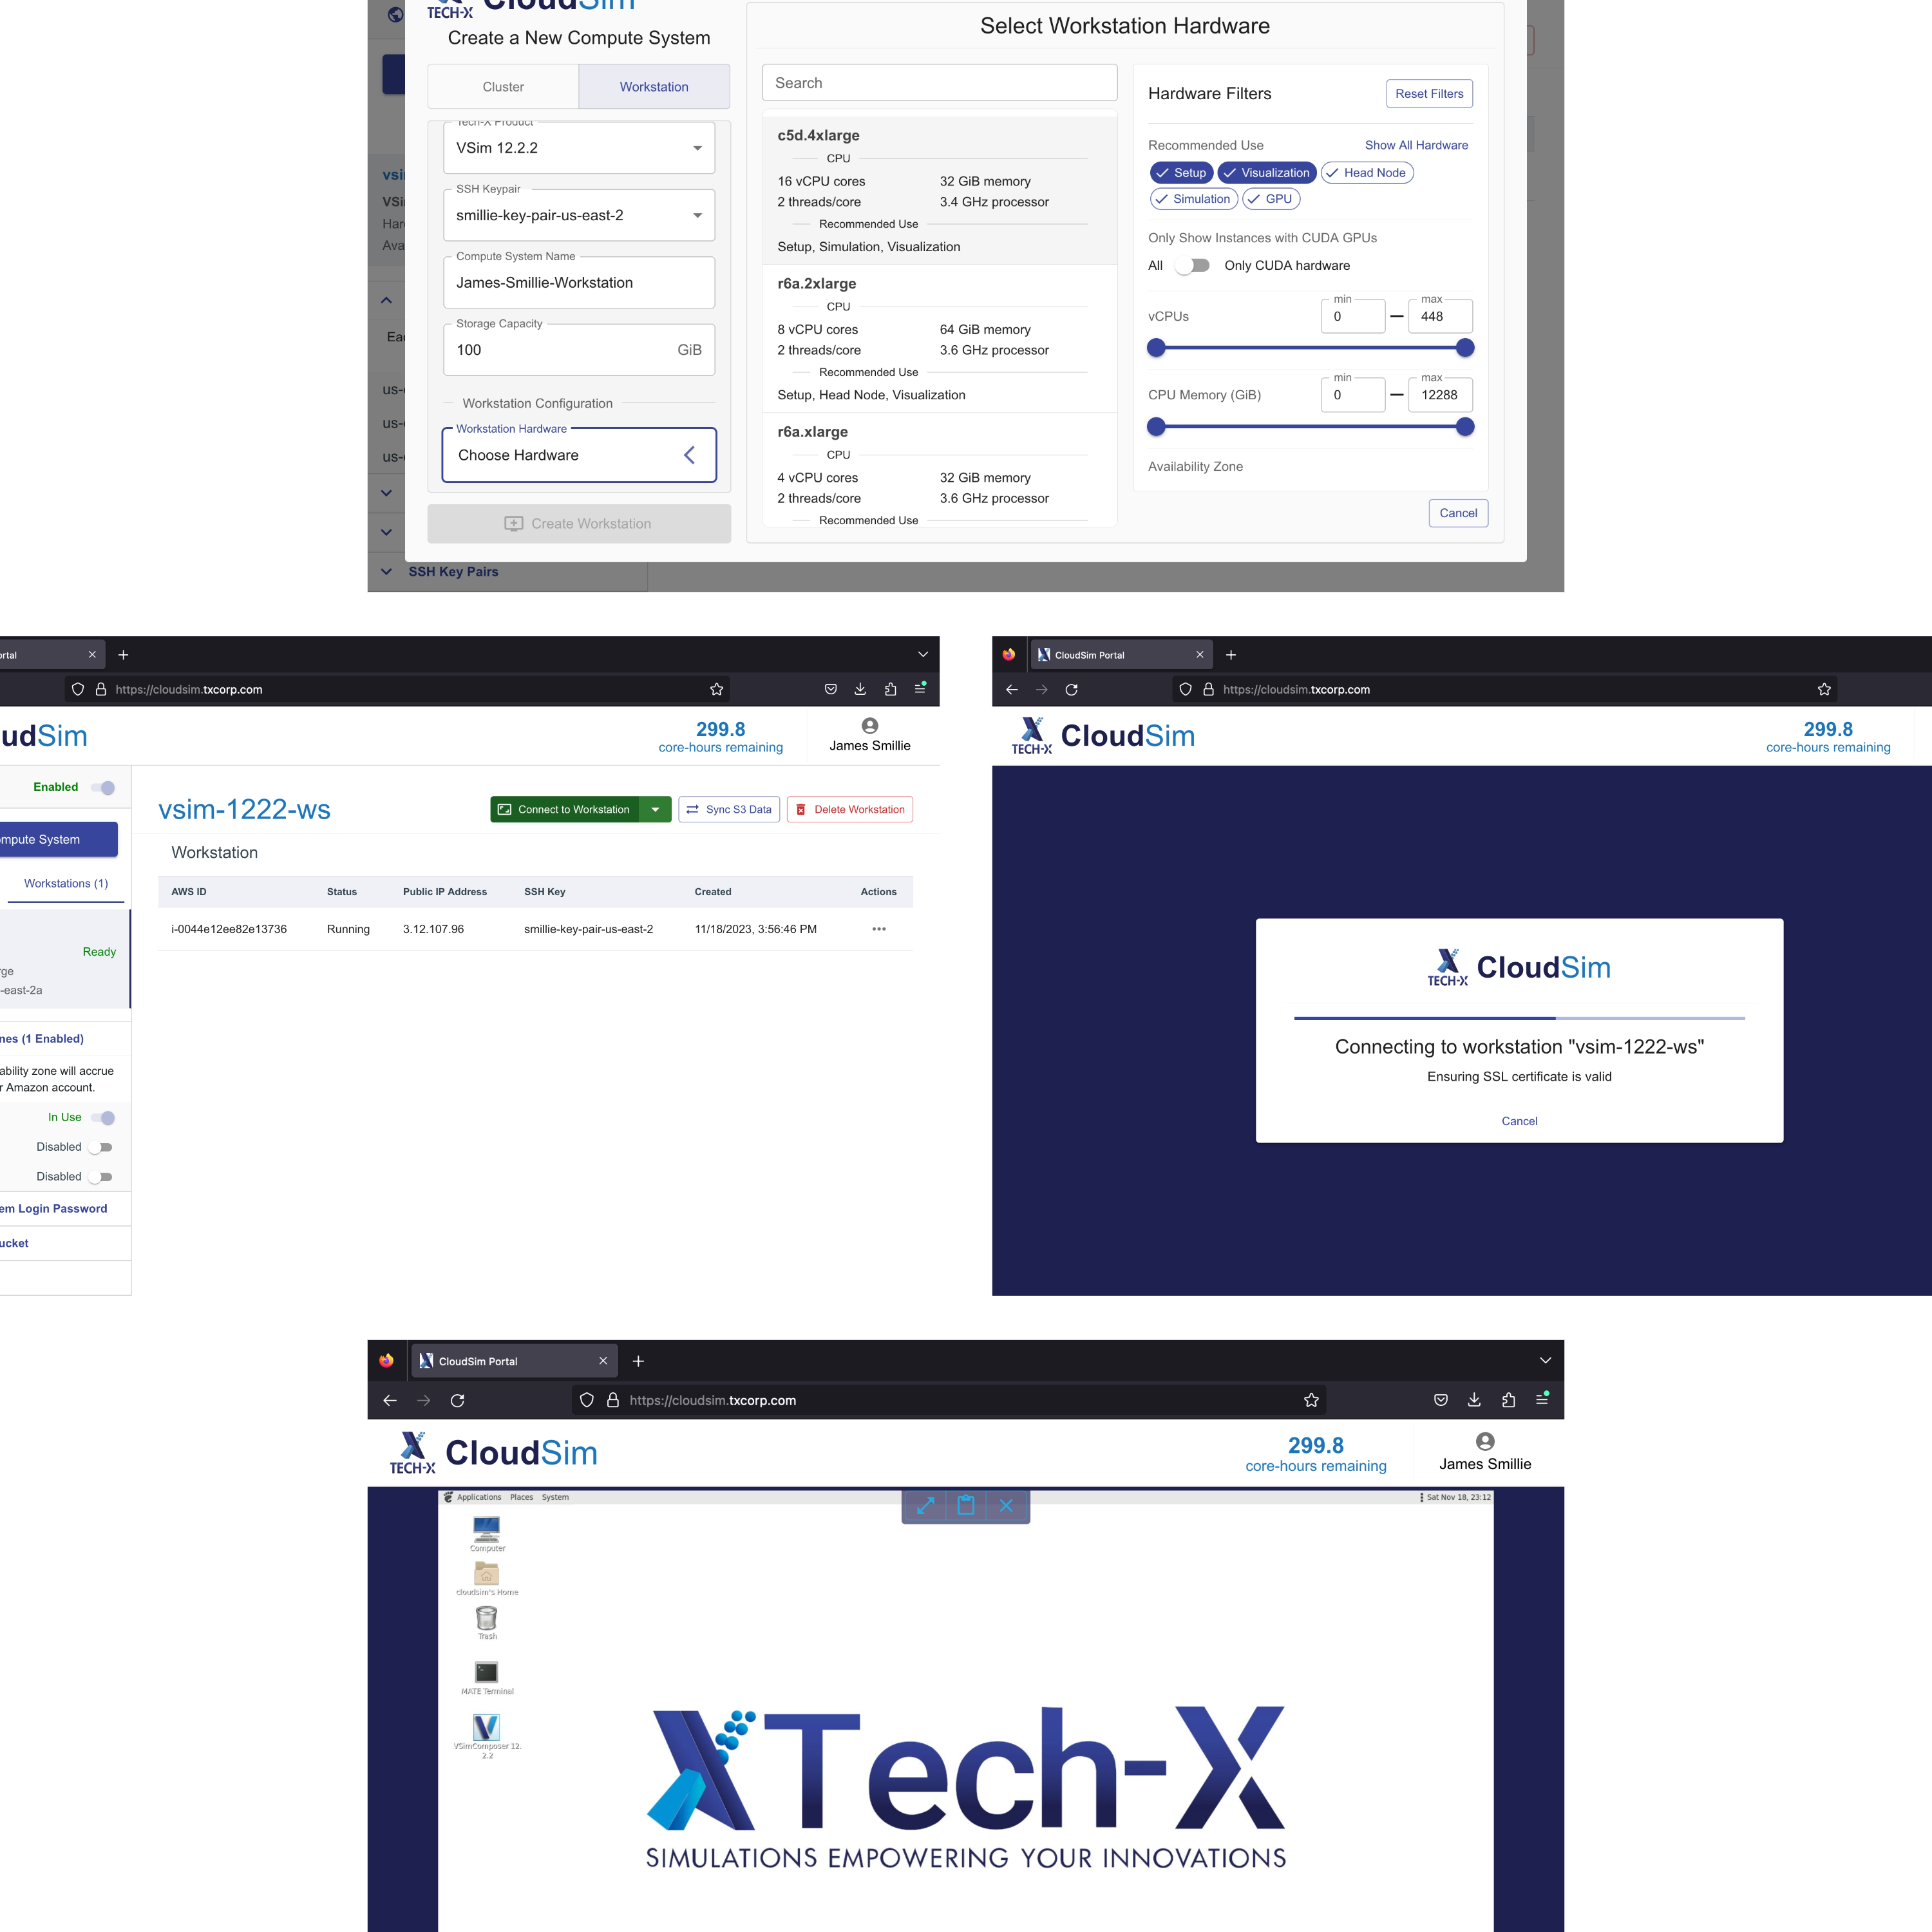 TECH-X CloudSim
Create a New Compute System
Cluster
Workstation
Tech-X Product
VSim 12.2.2
SSH Keypair
smillie-key-pair-us-east-2
Compute System Name
James-Smillie-Workstation
Storage Capacity
100 GiB
Workstation Configuration
Workstation Hardware
Choose Hardware
Create Workstation
SSH Key Pairs
Select Workstation Hardware
Search
c5d.4xlarge
CPU
16 vCPU cores 32 GiB memory
2 threads/core 3.4 GHz processor
Recommended Use
Setup, Simulation, Visualization
r6a.2xlarge
CPU
8 vCPU cores 64 GiB memory
2 threads/core 3.6 GHz processor
Recommended Use
Setup, Head Node, Visualization
r6a.xlarge
CPU
4 vCPU cores 32 GiB memory
2 threads/core 3.6 GHz processor
Recommended Use
Hardware Filters
Reset Filters
Recommended Use Show All Hardware
Setup Visualization Head Node
Simulation GPU
Only Show Instances with CUDA GPUs
All Only CUDA hardware
vCPUs min 0 — max 448
CPU Memory (GiB) min 0 — max 12288
Availability Zone
Cancel
rtal
https://cloudsim.txcorp.com
udSim
299.8
core-hours remaining
James Smillie
Enabled
mpute System
Workstations (1)
Ready
rge
-east-2a
nes (1 Enabled)
ability zone will accrue
r Amazon account.
In Use
Disabled
Disabled
em Login Password
ucket
vsim-1222-ws
Connect to Workstation
Sync S3 Data
Delete Workstation
Workstation
AWS ID Status Public IP Address SSH Key Created Actions
i-0044e12ee82e13736 Running 3.12.107.96 smillie-key-pair-us-east-2 11/18/2023, 3:56:46 PM •••
CloudSim Portal
https://cloudsim.txcorp.com
TECH-X CloudSim
299.8
core-hours remaining
TECH-X CloudSim
Connecting to workstation "vsim-1222-ws"
Ensuring SSL certificate is valid
Cancel
CloudSim Portal
https://cloudsim.txcorp.com
TECH-X CloudSim
299.8
core-hours remaining
James Smillie
Applications Places System
Sat Nov 18, 23:12
Computer
cloudsim's Home
Trash
MATE Terminal
VSimComposer 12.
2.2
Tech-X
SIMULATIONS EMPOWERING YOUR INNOVATIONS